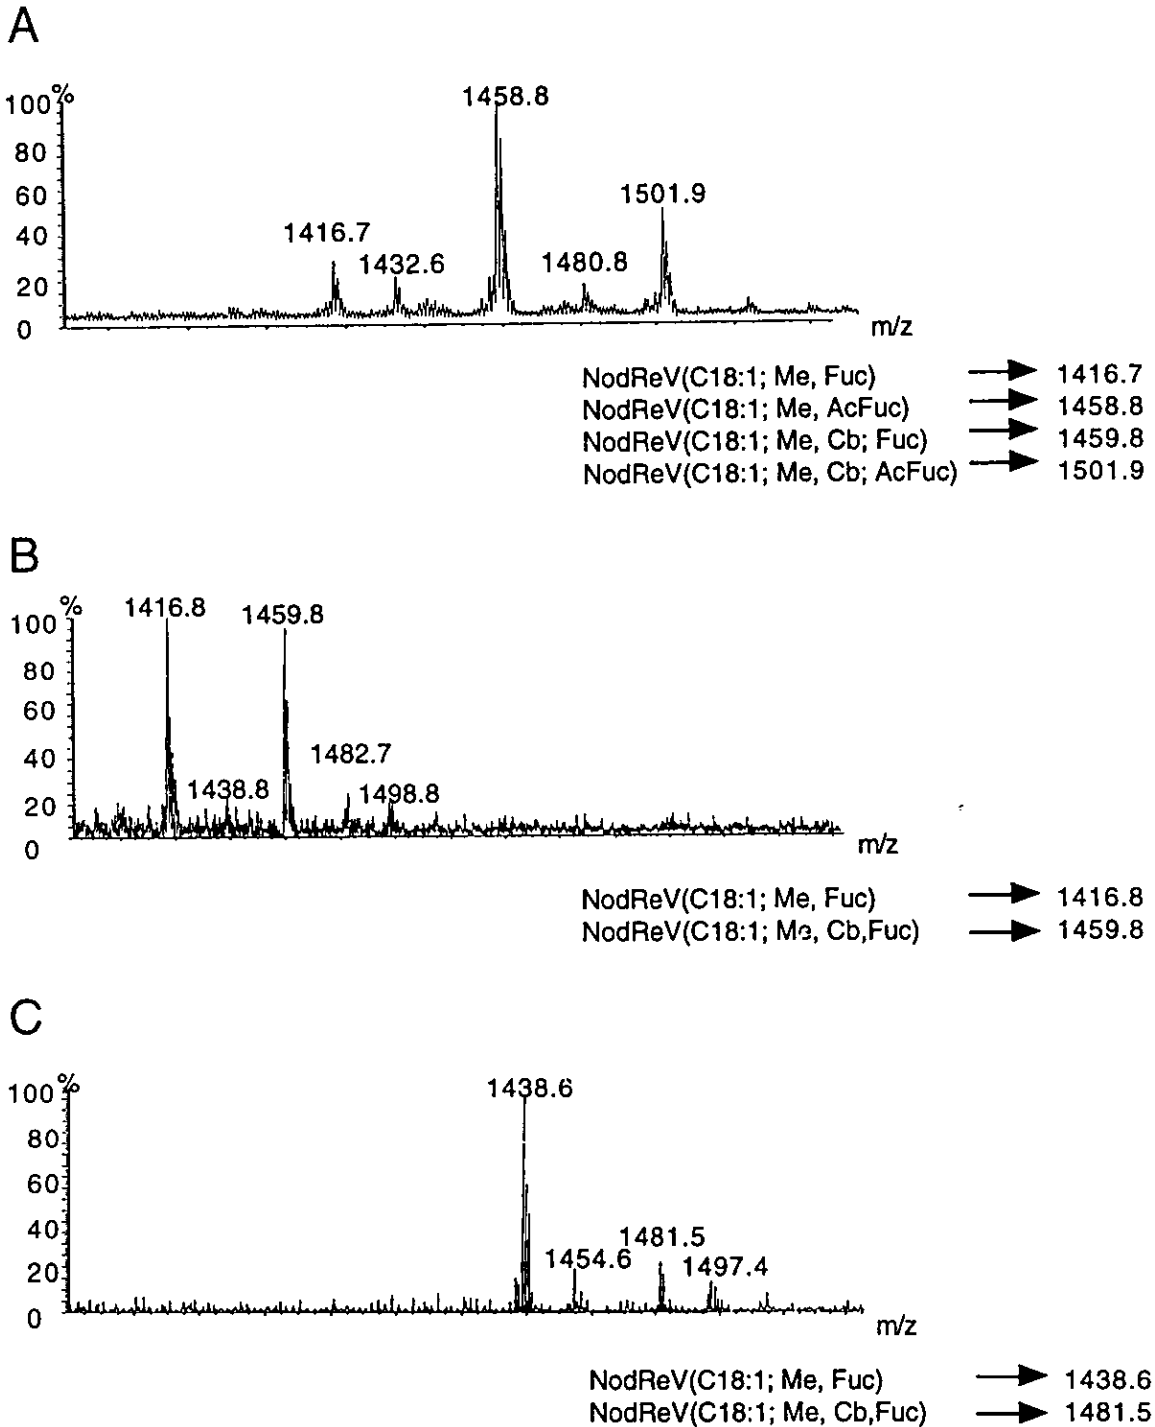 A
100%
80
60
40
20
0
1458.8
1501.9
1416.7
1432.6
1480.8
m/z
NodReV(C18:1; Me, Fuc) 1416.7
NodReV(C18:1; Me, AcFuc) 1458.8
NodReV(C18:1; Me, Cb; Fuc) 1459.8
NodReV(C18:1; Me, Cb; AcFuc) 1501.9
B
100%
80
60
40
20
0
1416.8
1459.8
1482.7
1438.8
1498.8
m/z
NodReV(C18:1; Me, Fuc) 1416.8
NodReV(C18:1; Me, Cb,Fuc) 1459.8
C
100%
80
60
40
20
0
1438.6
1481.5
1454.6
1497.4
m/z
NodReV(C18:1; Me, Fuc) 1438.6
NodReV(C18:1; Me, Cb,Fuc) 1481.5